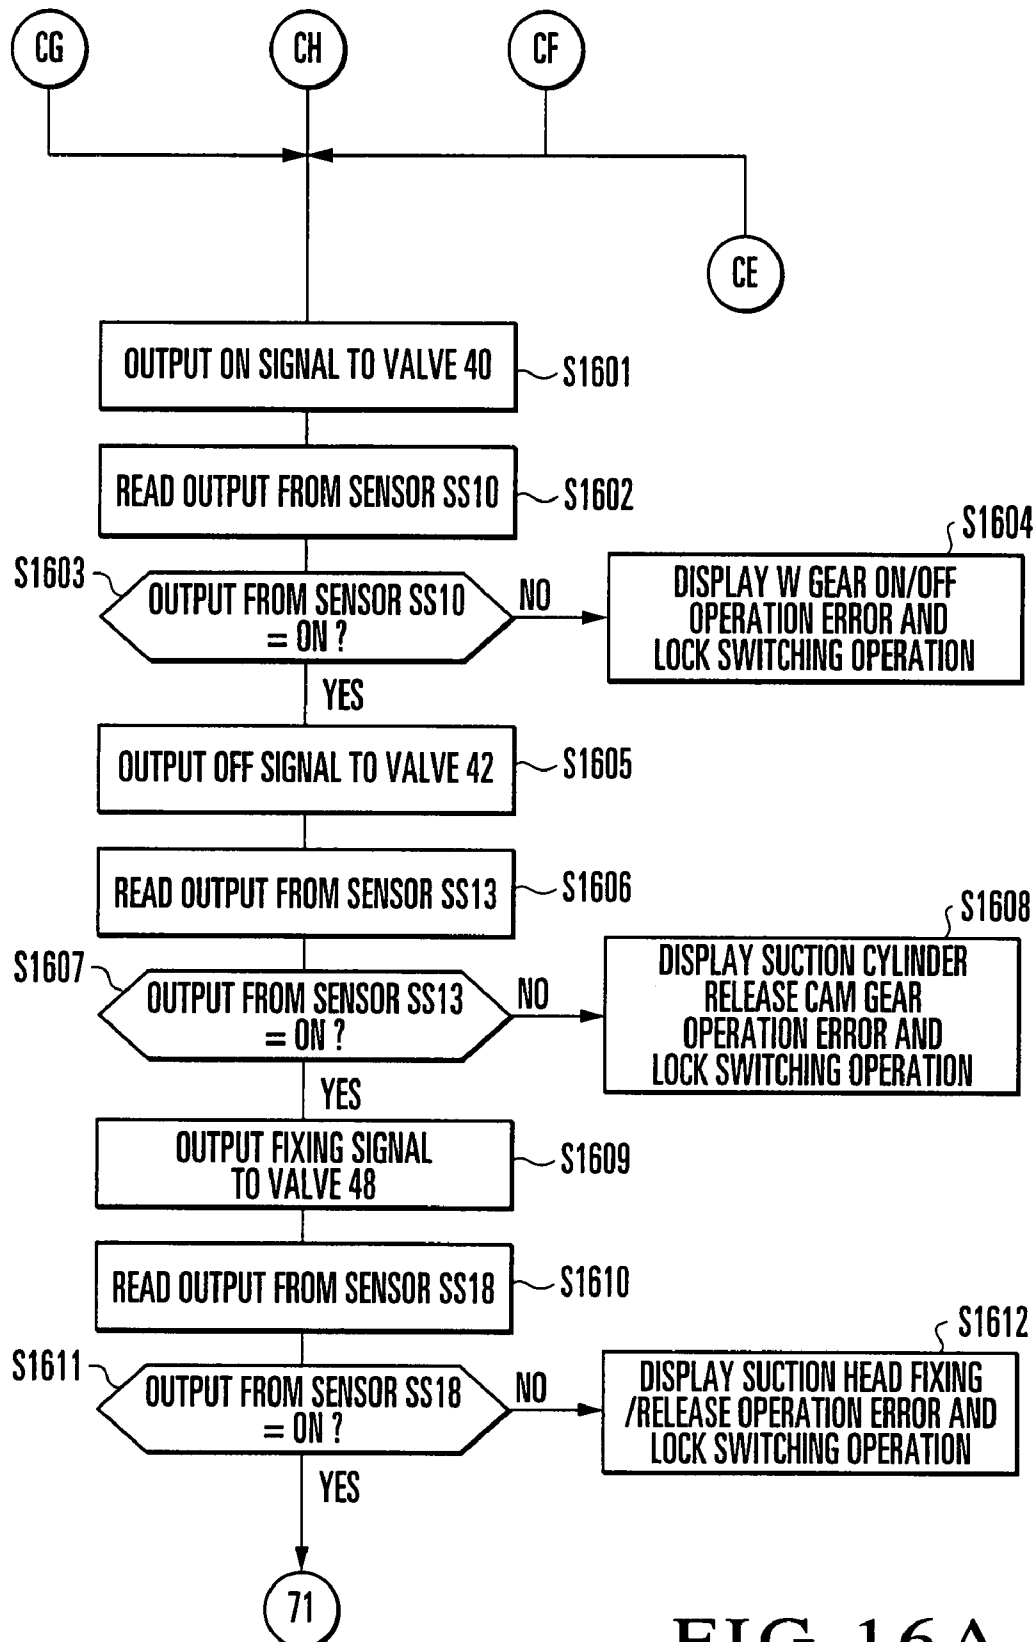 CG
CH
CF
CE
OUTPUT ON SIGNAL TO VALVE 40
S1601
READ OUTPUT FROM SENSOR SS10
S1602
S1603
OUTPUT FROM SENSOR SS10
= ON ?
NO
YES
S1604
DISPLAY W GEAR ON/OFF
OPERATION ERROR AND
LOCK SWITCHING OPERATION
OUTPUT OFF SIGNAL TO VALVE 42
S1605
READ OUTPUT FROM SENSOR SS13
S1606
S1607
OUTPUT FROM SENSOR SS13
= ON ?
NO
YES
S1608
DISPLAY SUCTION CYLINDER
RELEASE CAM GEAR
OPERATION ERROR AND
LOCK SWITCHING OPERATION
OUTPUT FIXING SIGNAL
TO VALVE 48
S1609
READ OUTPUT FROM SENSOR SS18
S1610
S1611
OUTPUT FROM SENSOR SS18
= ON ?
NO
YES
S1612
DISPLAY SUCTION HEAD FIXING
/RELEASE OPERATION ERROR AND
LOCK SWITCHING OPERATION
71
FIG.16A